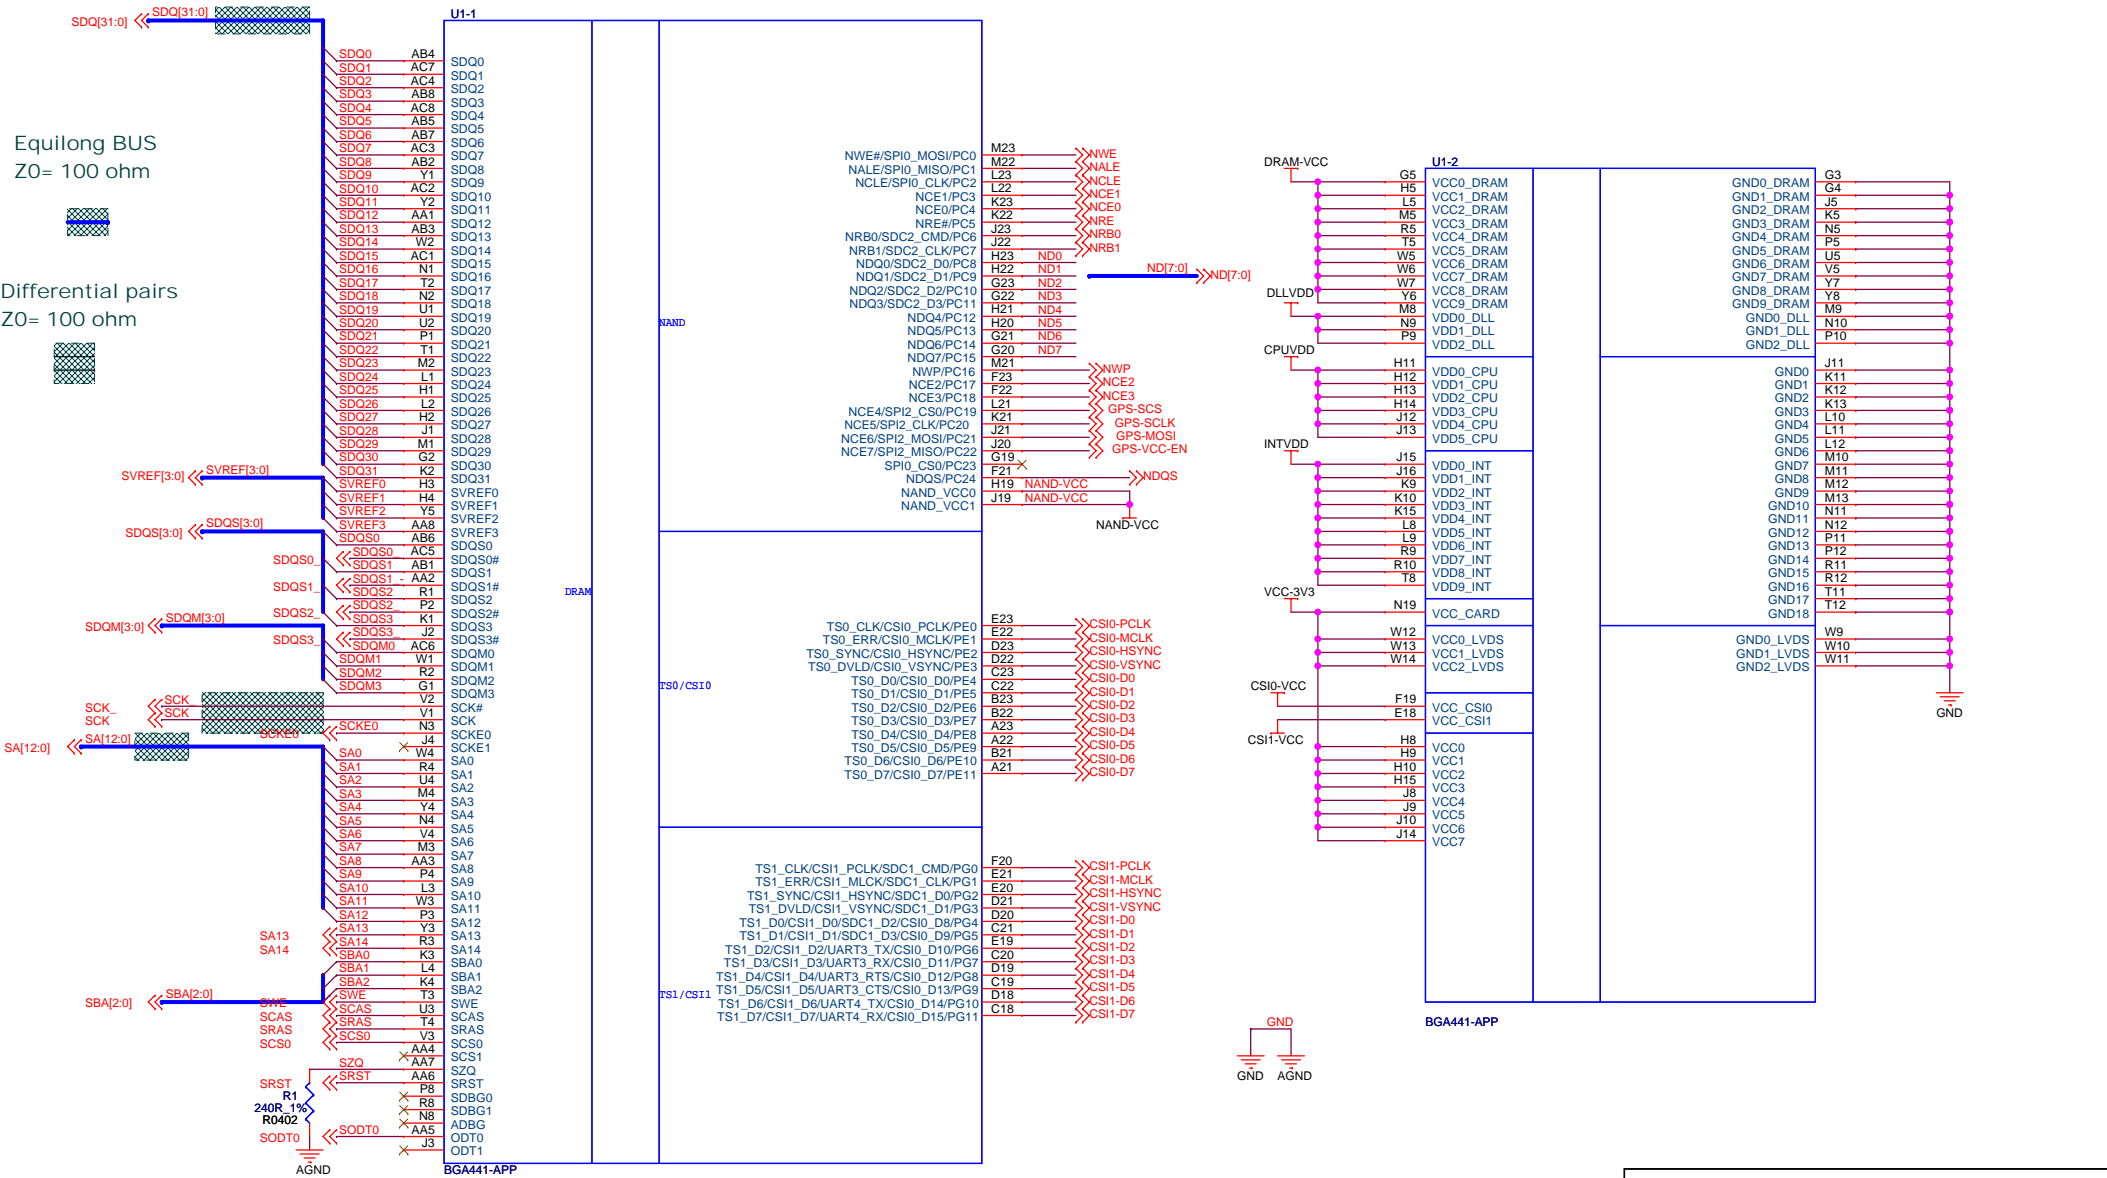 SDQ[31:0]
SDQ[31:0]
Equilong BUS
Z0= 100 ohm
Differential pairs
Z0= 100 ohm
U1-1
SDQ0 AB4 SDQ0
SDQ1 AC7 SDQ1
SDQ2 AC4 SDQ2
SDQ3 AB8 SDQ3
SDQ4 AC8 SDQ4
SDQ5 AB5 SDQ5
SDQ6 AB7 SDQ6
SDQ7 AC3 SDQ7
SDQ8 AB2 SDQ8
SDQ9 Y1 SDQ9
SDQ10 AC2 SDQ10
SDQ11 Y2 SDQ11
SDQ12 AA1 SDQ12
SDQ13 AB3 SDQ13
SDQ14 W2 SDQ14
SDQ15 AC1 SDQ15
SDQ16 N1 SDQ16
SDQ17 T2 SDQ17
SDQ18 N2 SDQ18
SDQ19 U1 SDQ19
SDQ20 U2 SDQ20
SDQ21 P1 SDQ21
SDQ22 T1 SDQ22
SDQ23 M2 SDQ23
SDQ24 L1 SDQ24
SDQ25 H1 SDQ25
SDQ26 L2 SDQ26
SDQ27 H2 SDQ27
SDQ28 J1 SDQ28
SDQ29 M1 SDQ29
SDQ30 G2 SDQ30
SDQ31 K2 SDQ31
SVREF[3:0] SVREF[3:0]
SVREF0 H3 SVREF0
SVREF1 H4 SVREF1
SVREF2 Y5 SVREF2
SVREF3 AA8 SVREF3
SDQS[3:0] SDQS[3:0]
SDQS0 AB6 SDQS0
SDQS0_ SDQS0_ AC5 SDQS0#
SDQS1 AB1 SDQS1
SDQS1_ SDQS1_ AA2 SDQS1#
SDQS2 R1 SDQS2
SDQS2_ SDQS2_ P2 SDQS2#
SDQM[3:0] SDQM[3:0]
SDQS3 K1 SDQS3
SDQS3_ SDQS3_ J2 SDQS3#
SDQM0 AC6 SDQM0
SDQM1 W1 SDQM1
SDQM2 R2 SDQM2
SDQM3 G1 SDQM3
SCK_ SCK_ V2 SCK#
SCK SCK V1 SCK
SCKE0 SCKE0 N3 SCKE0
J4 SCKE1
SA[12:0] SA[12:0]
SA0 W4 SA0
SA1 R4 SA1
SA2 U4 SA2
SA3 M4 SA3
SA4 Y4 SA4
SA5 N4 SA5
SA6 V4 SA6
SA7 M3 SA7
SA8 AA3 SA8
SA9 P4 SA9
SA10 L3 SA10
SA11 W3 SA11
SA12 P3 SA12
SA13 SA13 Y3 SA13
SA14 SA14 R3 SA14
SBA0 K3 SBA0
SBA1 L4 SBA1
SBA2 K4 SBA2
SBA[2:0] SBA[2:0]
SWE SWE T3 SWE
SCAS SCAS U3 SCAS
SRAS SRAS T4 SRAS
SCS0 SCS0 V3 SCS0
AA4 SCS1
SZQ AA7 SZQ
SRST SRST AA6 SRST
P8 SDBG0
R8 SDBG1
N8 ADBG
SODT0 SODT0 AA5 ODT0
J3 ODT1
R1
240R_1%
R0402
AGND
BGA441-APP
DRAM
NAND
NWE#/SPI0_MOSI/PC0 M23 NWE
NALE/SPI0_MISO/PC1 M22 NALE
NCLE/SPI0_CLK/PC2 L23 NCLE
NCE1/PC3 L22 NCE1
NCE0/PC4 K23 NCE0
NRE#/PC5 K22 NRE
NRB0/SDC2_CMD/PC6 J23 NRB0
NRB1/SDC2_CLK/PC7 J22 NRB1
NDQ0/SDC2_D0/PC8 H23 ND0
NDQ1/SDC2_D1/PC9 H22 ND1
NDQ2/SDC2_D2/PC10 G23 ND2
NDQ3/SDC2_D3/PC11 G22 ND3
NDQ4/PC12 H21 ND4
NDQ5/PC13 H20 ND5
NDQ6/PC14 G21 ND6
NDQ7/PC15 G20 ND7
ND[7:0] ND[7:0]
NWP/PC16 M21 NWP
NCE2/PC17 F23 NCE2
NCE3/PC18 F22 NCE3
NCE4/SPI2_CS0/PC19 L21 GPS-SCS
NCE5/SPI2_CLK/PC20 K21 GPS-SCLK
NCE6/SPI2_MOSI/PC21 J21 GPS-MOSI
NCE7/SPI2_MISO/PC22 J20 GPS-VCC-EN
SPI0_CS0/PC23 G19
NDQS/PC24 F21 NDQS
NAND_VCC0 H19 NAND-VCC
NAND_VCC1 J19 NAND-VCC
NAND-VCC
TS0/CSI0
TS0_CLK/CSI0_PCLK/PE0 E23 CSI0-PCLK
TS0_ERR/CSI0_MCLK/PE1 E22 CSI0-MCLK
TS0_SYNC/CSI0_HSYNC/PE2 D23 CSI0-HSYNC
TS0_DVLD/CSI0_VSYNC/PE3 D22 CSI0-VSYNC
TS0_D0/CSI0_D0/PE4 C23 CSI0-D0
TS0_D1/CSI0_D1/PE5 C22 CSI0-D1
TS0_D2/CSI0_D2/PE6 B23 CSI0-D2
TS0_D3/CSI0_D3/PE7 B22 CSI0-D3
TS0_D4/CSI0_D4/PE8 A23 CSI0-D4
TS0_D5/CSI0_D5/PE9 A22 CSI0-D5
TS0_D6/CSI0_D6/PE10 B21 CSI0-D6
TS0_D7/CSI0_D7/PE11 A21 CSI0-D7
TS1/CSI1
TS1_CLK/CSI1_PCLK/SDC1_CMD/PG0 F20 CSI1-PCLK
TS1_ERR/CSI1_MLCK/SDC1_CLK/PG1 E21 CSI1-MCLK
TS1_SYNC/CSI1_HSYNC/SDC1_D0/PG2 E20 CSI1-HSYNC
TS1_DVLD/CSI1_VSYNC/SDC1_D1/PG3 D21 CSI1-VSYNC
TS1_D0/CSI1_D0/SDC1_D2/CSI0_D8/PG4 D20 CSI1-D0
TS1_D1/CSI1_D1/SDC1_D3/CSI0_D9/PG5 C21 CSI1-D1
TS1_D2/CSI1_D2/UART3_TX/CSI0_D10/PG6 E19 CSI1-D2
TS1_D3/CSI1_D3/UART3_RX/CSI0_D11/PG7 C20 CSI1-D3
TS1_D4/CSI1_D4/UART3_RTS/CSI0_D12/PG8 D19 CSI1-D4
TS1_D5/CSI1_D5/UART3_CTS/CSI0_D13/PG9 C19 CSI1-D5
TS1_D6/CSI1_D6/UART4_TX/CSI0_D14/PG10 D18 CSI1-D6
TS1_D7/CSI1_D7/UART4_RX/CSI0_D15/PG11 C18 CSI1-D7
U1-2
DRAM-VCC
G5 VCC0_DRAM GND0_DRAM G3
H5 VCC1_DRAM GND1_DRAM G4
L5 VCC2_DRAM GND2_DRAM J5
M5 VCC3_DRAM GND3_DRAM K5
R5 VCC4_DRAM GND4_DRAM N5
T5 VCC5_DRAM GND5_DRAM P5
W5 VCC6_DRAM GND6_DRAM U5
W6 VCC7_DRAM GND7_DRAM V5
W7 VCC8_DRAM GND8_DRAM Y7
Y6 VCC9_DRAM GND9_DRAM Y8
DLLVDD
M8 VDD0_DLL GND0_DLL M9
N9 VDD1_DLL GND1_DLL N10
P9 VDD2_DLL GND2_DLL P10
CPUVDD
H11 VDD0_CPU GND0 J11
H12 VDD1_CPU GND1 K11
H13 VDD2_CPU GND2 K12
H14 VDD3_CPU GND3 K13
J12 VDD4_CPU GND4 L10
J13 VDD5_CPU GND5 L11
GND6 L12
INTVDD
J15 VDD0_INT GND7 M10
J16 VDD1_INT GND8 M11
K9 VDD2_INT GND9 M12
K10 VDD3_INT GND10 M13
K15 VDD4_INT GND11 N11
L8 VDD5_INT GND12 N12
L9 VDD6_INT GND13 P11
R9 VDD7_INT GND14 P12
R10 VDD8_INT GND15 R11
T8 VDD9_INT GND16 R12
GND17 T11
VCC-3V3
N19 VCC_CARD GND18 T12
W12 VCC0_LVDS GND0_LVDS W9
W13 VCC1_LVDS GND1_LVDS W10
W14 VCC2_LVDS GND2_LVDS W11
CSI0-VCC
F19 VCC_CSI0
E18 VCC_CSI1
CSI1-VCC
GND
H8 VCC0
H9 VCC1
H10 VCC2
H15 VCC3
J8 VCC4
J9 VCC5
J10 VCC6
J14 VCC7
BGA441-APP
GND
GND AGND